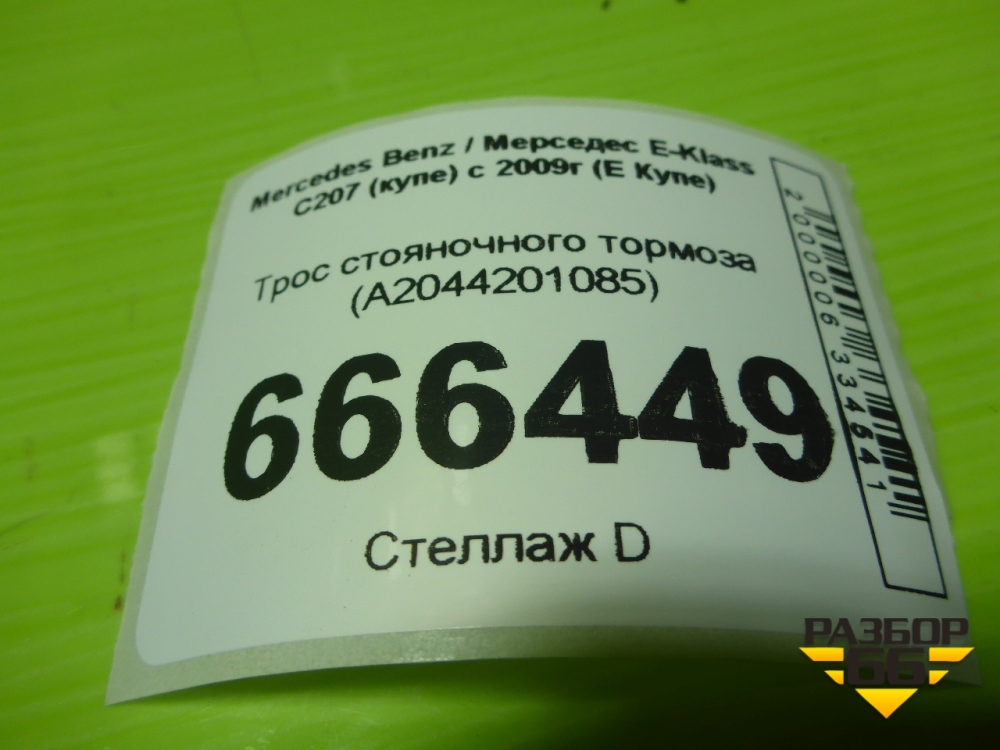 Mercedes Benz / Мерседес E-Klass
C207 (купе) с 2009г (Е Купе)
Трос стояночного тормоза
(A2044201085)
666449
Стеллаж D
2000006334641
РАЗБОР
66